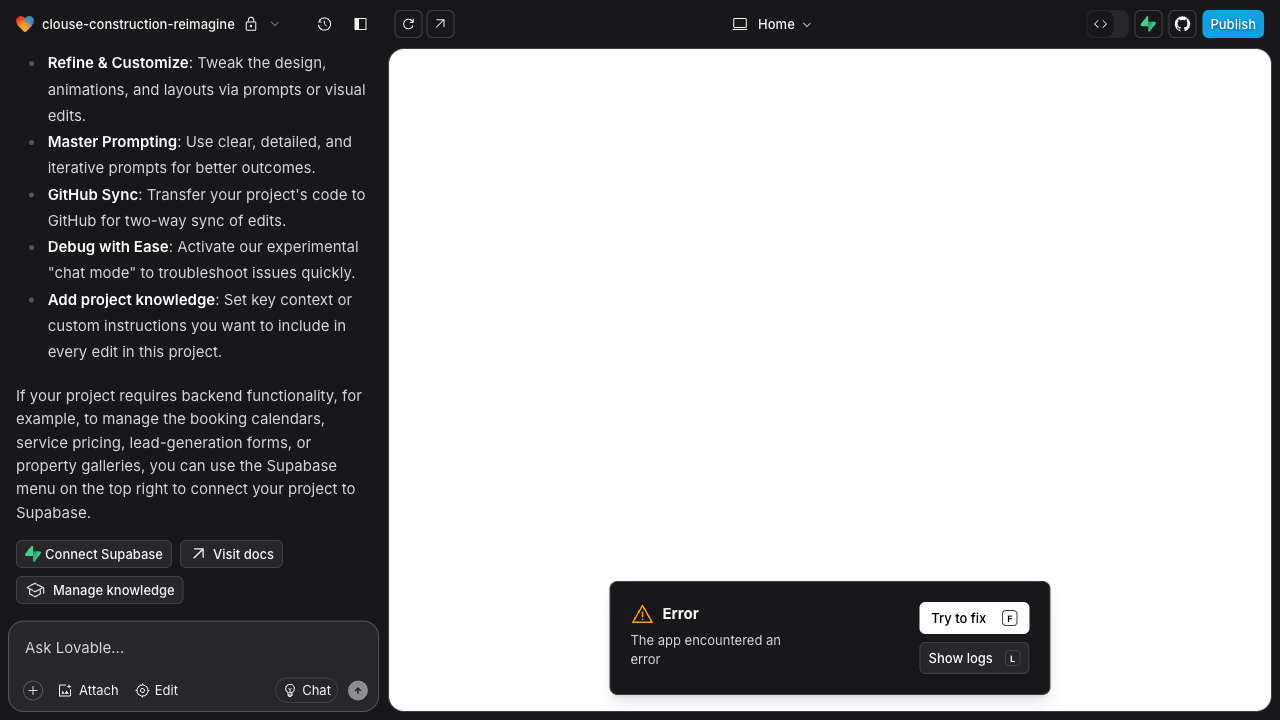 clouse-construction-reimagine
Home
Publish
Refine & Customize: Tweak the design,
animations, and layouts via prompts or visual
edits.
Master Prompting: Use clear, detailed, and
iterative prompts for better outcomes.
GitHub Sync: Transfer your project's code to
GitHub for two-way sync of edits.
Debug with Ease: Activate our experimental
"chat mode" to troubleshoot issues quickly.
Add project knowledge: Set key context or
custom instructions you want to include in
every edit in this project.
If your project requires backend functionality, for
example, to manage the booking calendars,
service pricing, lead-generation forms, or
property galleries, you can use the Supabase
menu on the top right to connect your project to
Supabase.
Connect Supabase
Visit docs
Manage knowledge
Ask Lovable...
Attach
Edit
Chat
Error
The app encountered an
error
Try to fix F
Show logs L